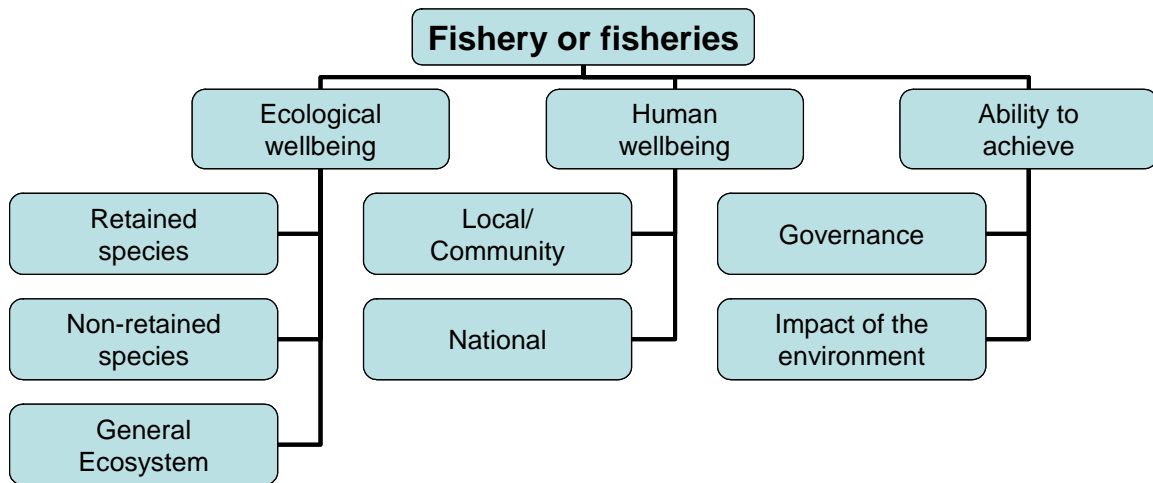 Fishery or fisheries
Ecological
wellbeing
Human
wellbeing
Ability to
achieve
Retained
species
Local/
Community
Governance
Non-retained
species
National
Impact of the
environment
General
Ecosystem